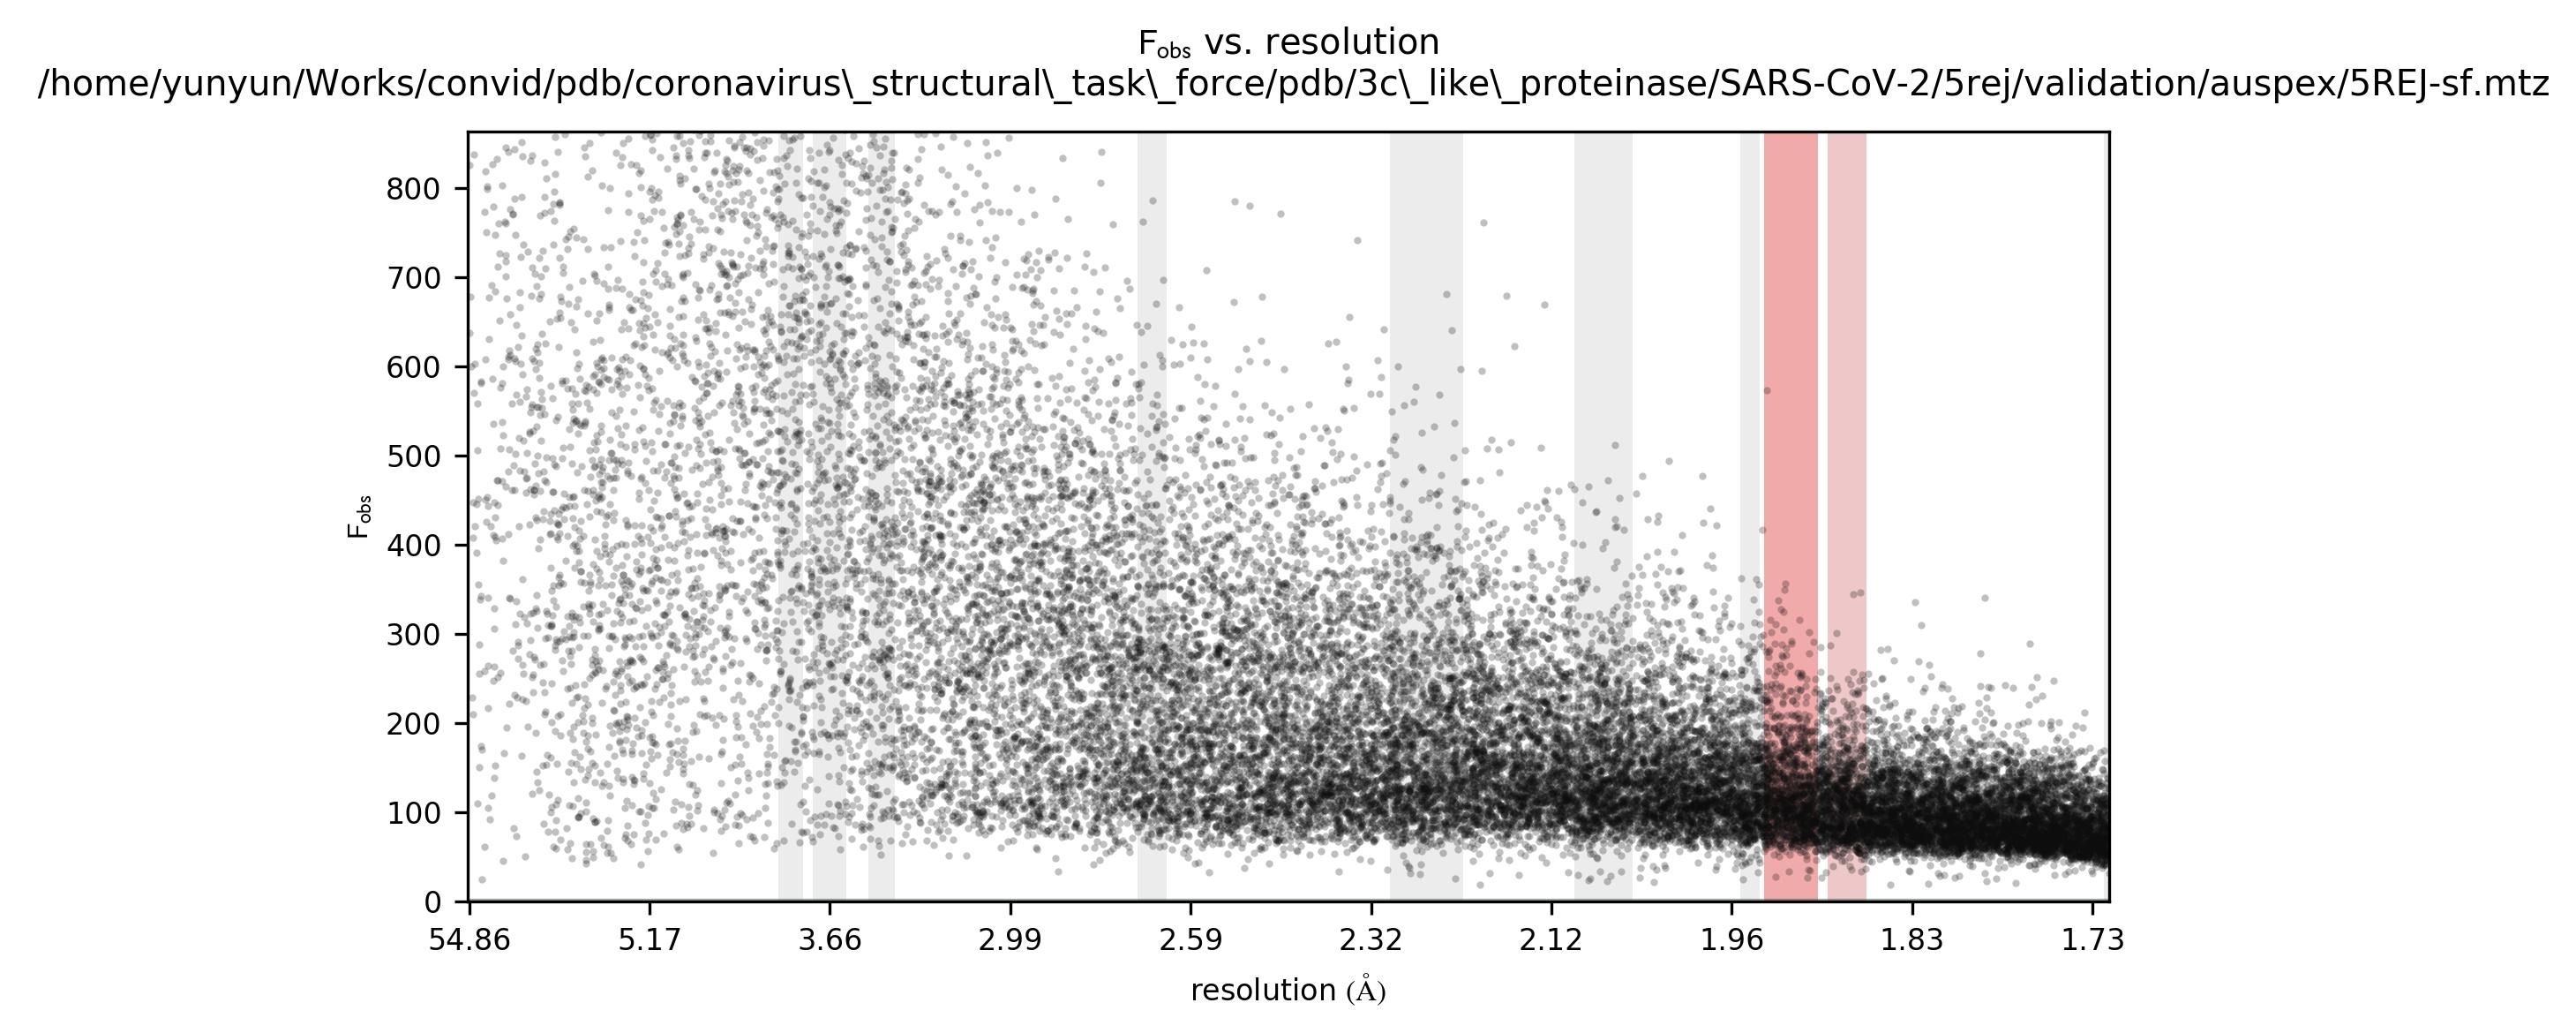 F_obs vs. resolution
/home/yunyun/Works/convid/pdb/coronavirus\_structural\_task\_force/pdb/3c\_like\_proteinase/SARS-CoV-2/5rej/validation/auspex/5REJ-sf.mtz
800
700
600
500
400
300
200
100
0
F_obs
54.86 5.17 3.66 2.99 2.59 2.32 2.12 1.96 1.83 1.73
resolution (Å)